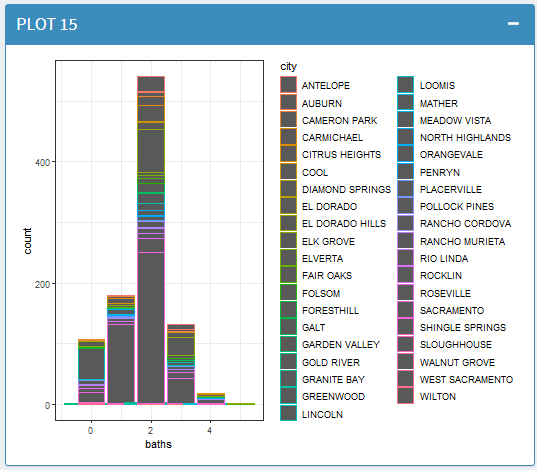 PLOT 15
city
ANTELOPE
AUBURN
CAMERON PARK
CARMICHAEL
CITRUS HEIGHTS
COOL
DIAMOND SPRINGS
EL DORADO
EL DORADO HILLS
ELK GROVE
ELVERTA
FAIR OAKS
FOLSOM
FORESTHILL
GALT
GARDEN VALLEY
GOLD RIVER
GRANITE BAY
GREENWOOD
LINCOLN
LOOMIS
MATHER
MEADOW VISTA
NORTH HIGHLANDS
ORANGEVALE
PENRYN
PLACERVILLE
POLLOCK PINES
RANCHO CORDOVA
RANCHO MURIETA
RIO LINDA
ROCKLIN
ROSEVILLE
SACRAMENTO
SHINGLE SPRINGS
SLOUGHHOUSE
WALNUT GROVE
WEST SACRAMENTO
WILTON
count
400
200
0
0 2 4
baths